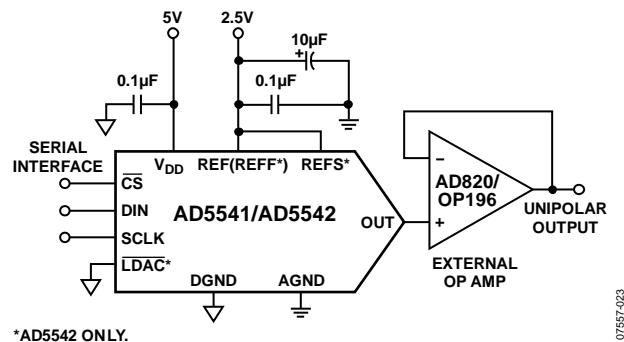 5V
2.5V
10µF
+
0.1µF
0.1µF
SERIAL
INTERFACE
VDD
REF(REFF*)
REFS*
CS
DIN
SCLK
LDAC*
AD5541/AD5542
OUT
DGND
AGND
−
+
AD820/
OP196
UNIPOLAR
OUTPUT
EXTERNAL
OP AMP
*AD5542 ONLY.
07557-023